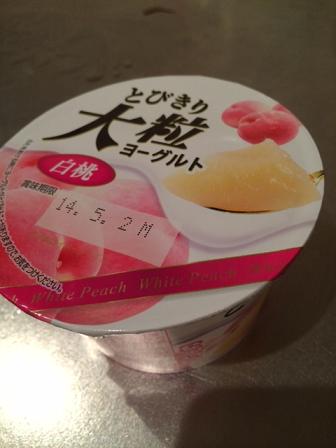 とびきり
大粒
ヨーグルト
白桃
賞味期限
14. 5. 2 M
White Peach White Peach